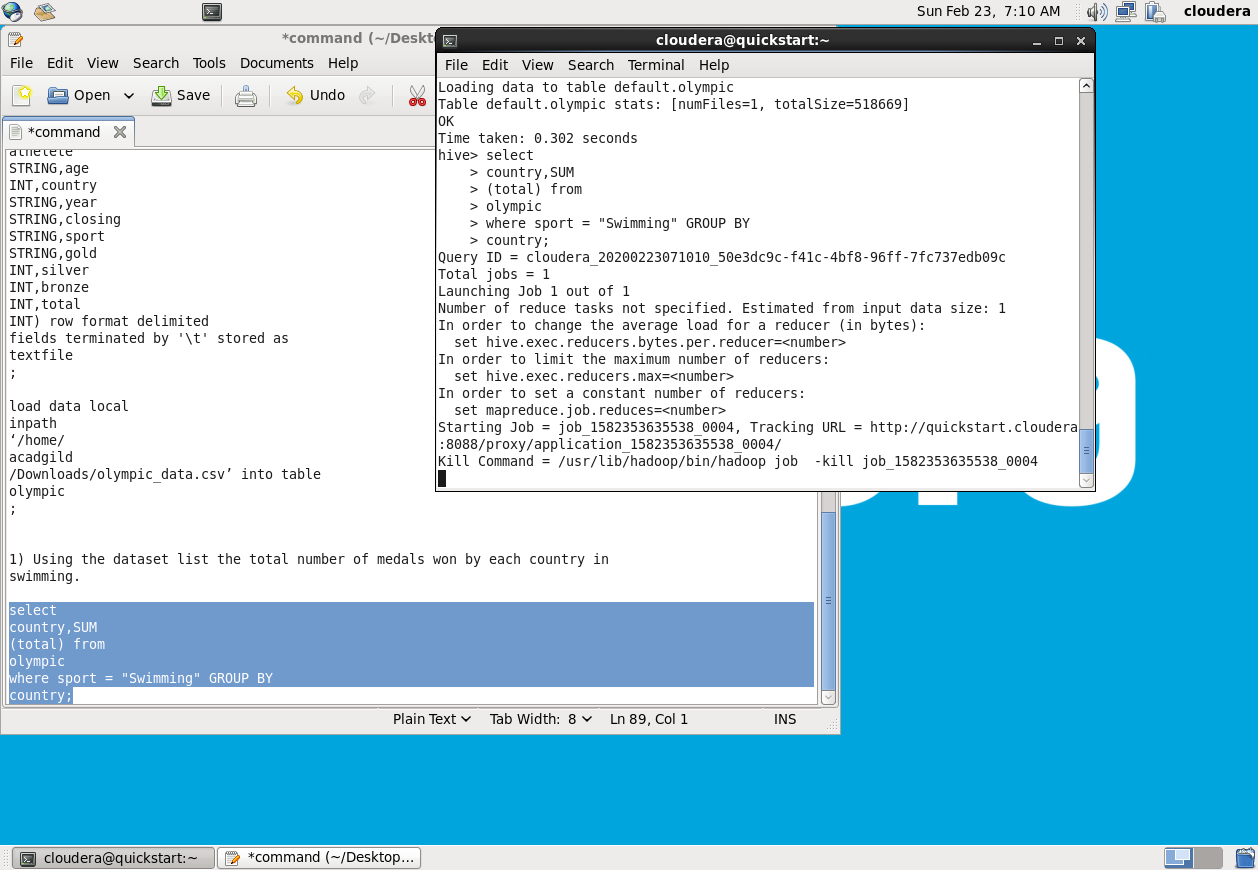 Sun Feb 23, 7:10 AM
cloudera
*command (~/Deskto
File Edit View Search Tools Documents Help
Open Save Undo
*command
athelete
STRING,age
INT,country
STRING,year
STRING,closing
STRING,sport
STRING,gold
INT,silver
INT,bronze
INT,total
INT) row format delimited
fields terminated by '\t' stored as
textfile
;
load data local
inpath
‘/home/
acadgild
/Downloads/olympic_data.csv’ into table
olympic
;
1) Using the dataset list the total number of medals won by each country in
swimming.
select
country,SUM
(total) from
olympic
where sport = "Swimming" GROUP BY
country;
Plain Text Tab Width: 8 Ln 89, Col 1 INS
cloudera@quickstart:~
File Edit View Search Terminal Help
Loading data to table default.olympic
Table default.olympic stats: [numFiles=1, totalSize=518669]
OK
Time taken: 0.302 seconds
hive> select
> country,SUM
> (total) from
> olympic
> where sport = "Swimming" GROUP BY
> country;
Query ID = cloudera_20200223071010_50e3dc9c-f41c-4bf8-96ff-7fc737edb09c
Total jobs = 1
Launching Job 1 out of 1
Number of reduce tasks not specified. Estimated from input data size: 1
In order to change the average load for a reducer (in bytes):
set hive.exec.reducers.bytes.per.reducer=<number>
In order to limit the maximum number of reducers:
set hive.exec.reducers.max=<number>
In order to set a constant number of reducers:
set mapreduce.job.reduces=<number>
Starting Job = job_1582353635538_0004, Tracking URL = http://quickstart.cloudera
:8088/proxy/application_1582353635538_0004/
Kill Command = /usr/lib/hadoop/bin/hadoop job  -kill job_1582353635538_0004
cloudera@quickstart:~
*command (~/Desktop...